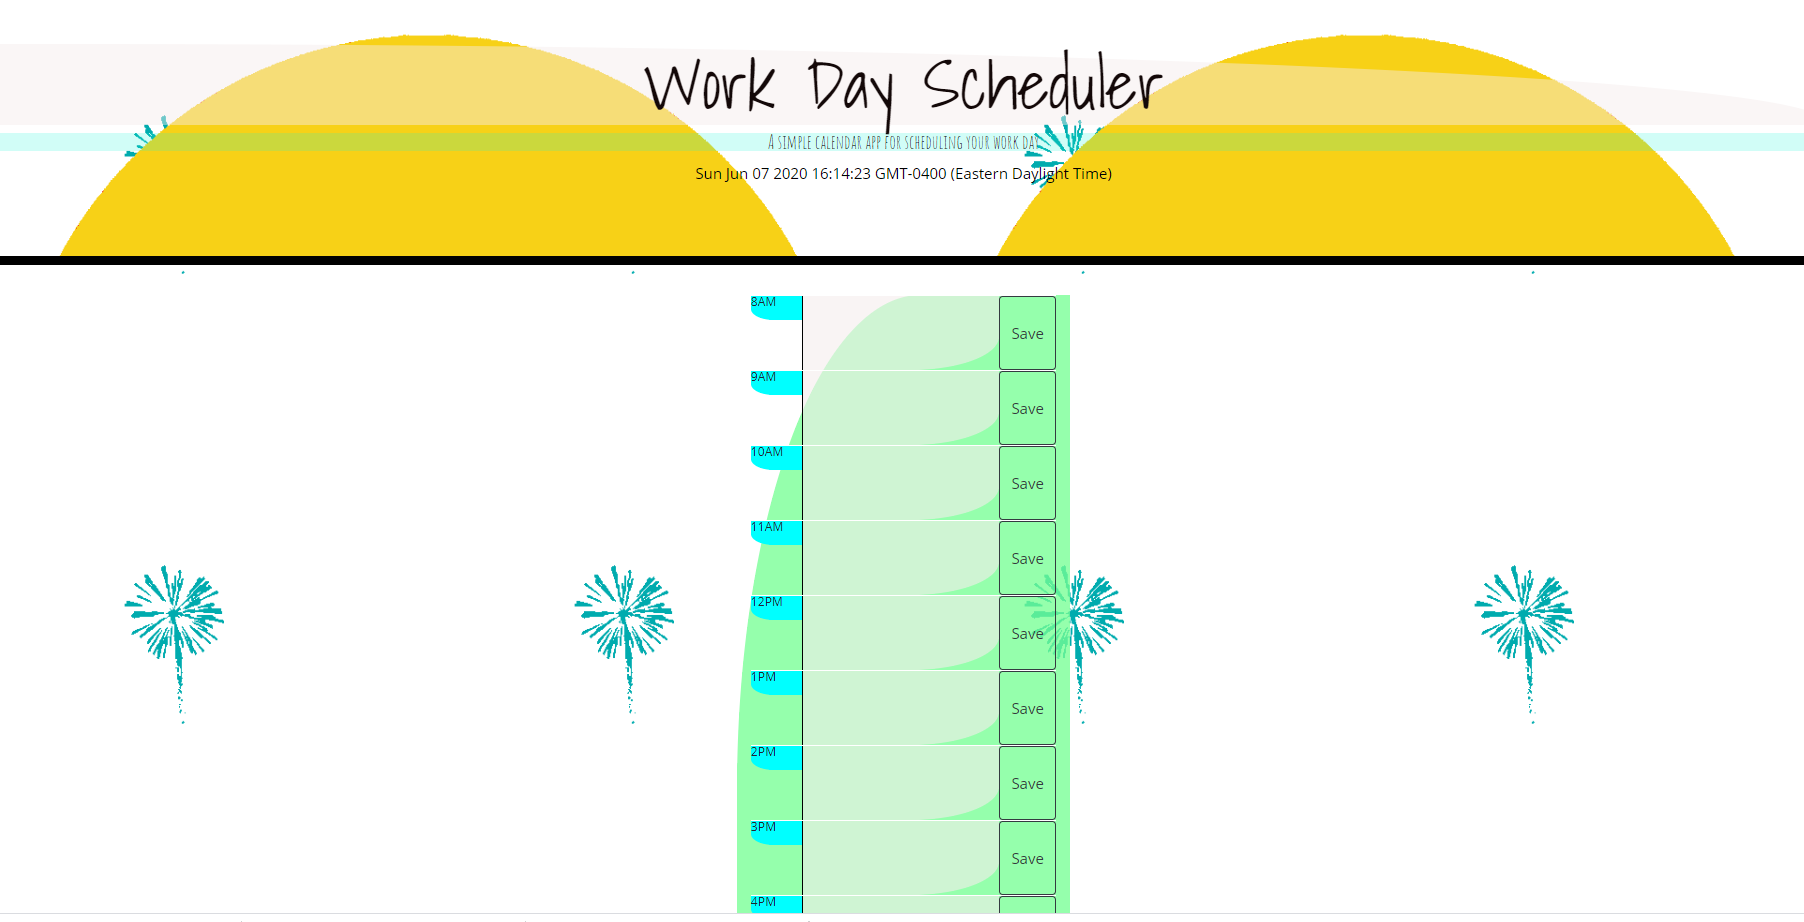 Work Day Scheduler
A simple calendar app for scheduling your work day
Sun Jun 07 2020 16:14:23 GMT-0400 (Eastern Daylight Time)
8AM Save
9AM Save
10AM Save
11AM Save
12PM Save
1PM Save
2PM Save
3PM Save
4PM